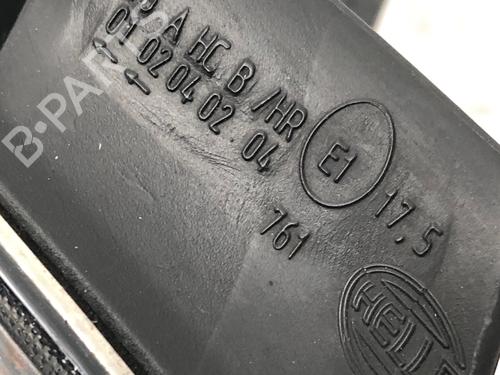 A HC B /HR
01 02 04 02 04
← ←
E1
17.5
761
HELLA
B-PARTS